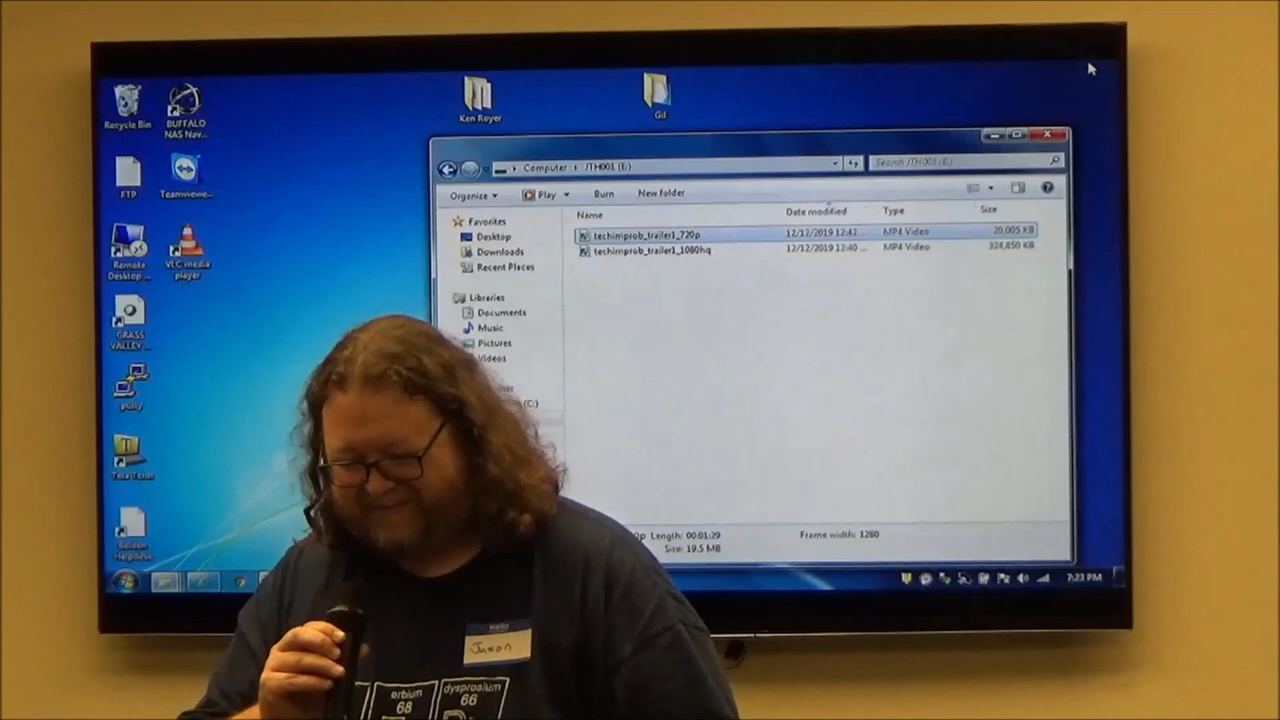 Recycle Bin
BUFFALO
NAS Nav...
Ken Royer
Gil
FTP
Teamviewe...
Remote
Desktop ...
VLC media
player
GRASS
VALLEY ...
putty
Tera Term
Belden
Helpdesk
Computer JTH001 (E:)
Search JTH001 (E:)
Organize Play Burn New folder
Name Date modified Type Size
techimprob_trailer1_720p 12/12/2019 12:43 ... MP4 Video 20,005 KB
techimprob_trailer1_1080hq 12/12/2019 12:40 ... MP4 Video 324,850 KB
Favorites
Desktop
Downloads
Recent Places
Libraries
Documents
Music
Pictures
Videos
(C:)
Length: 00:01:29
Frame width: 1280
Size: 19.5 MB
7:23 PM
Hello
Jason
erbium
68
dysprosium
66